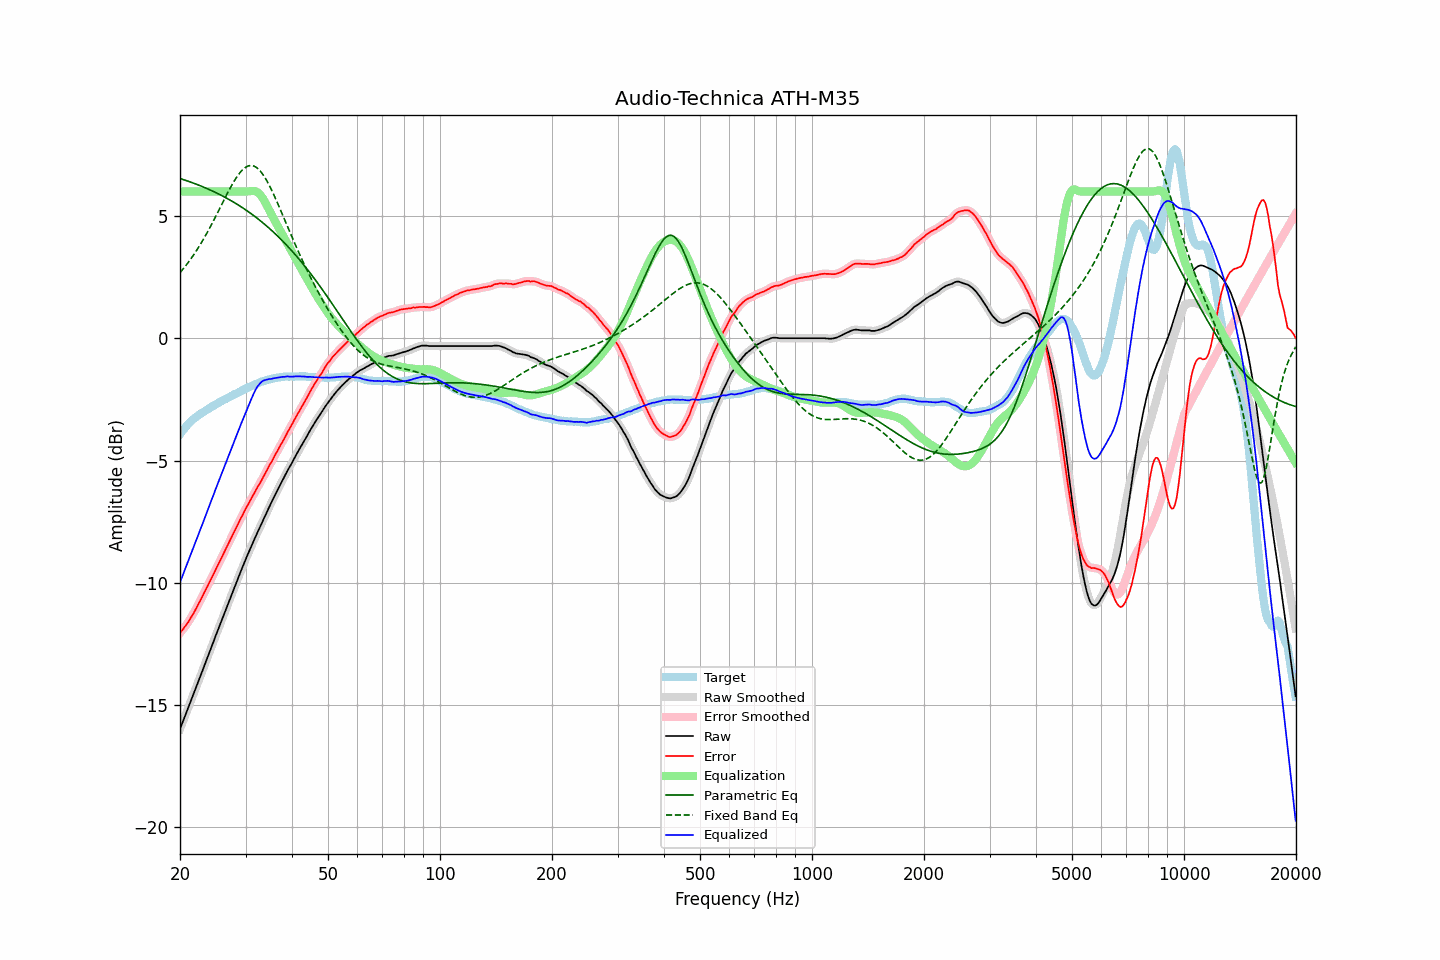 Audio-Technica ATH-M35
Amplitude (dBr)
5
0
−5
−10
−15
−20
20
50
100
200
500
1000
2000
5000
10000
20000
Frequency (Hz)
Target
Raw Smoothed
Error Smoothed
Raw
Error
Equalization
Parametric Eq
Fixed Band Eq
Equalized